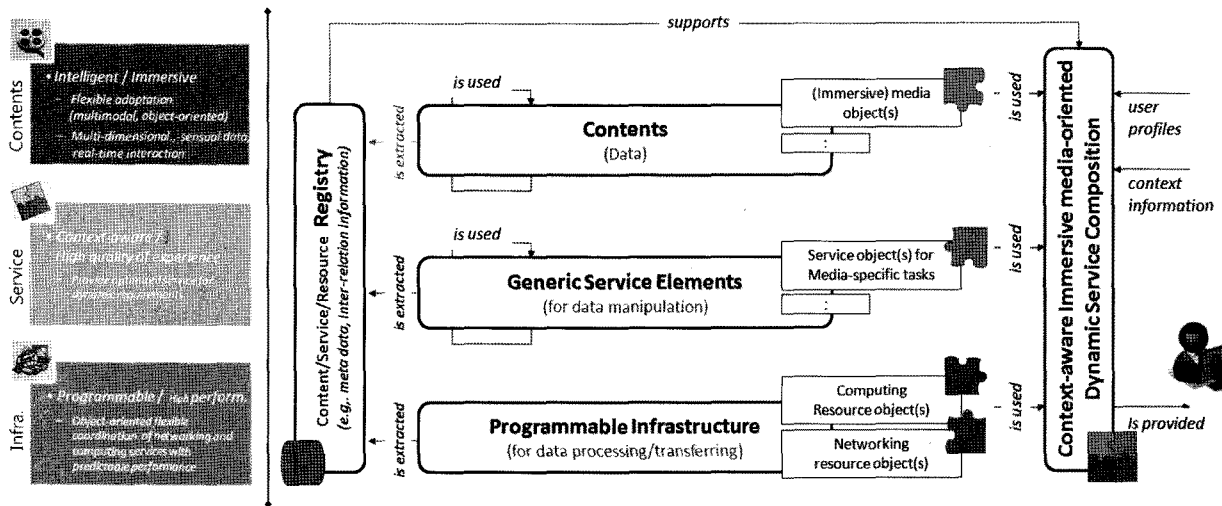 Contents
• Intelligent / Immersive
– Flexible adaptation
(multimodal, object-oriented)
– Multi-dimensional sensual data,
real-time interaction
Service
• Context aware /
High quality of experience
Infra.
• Programmable / High perform.
– Object-oriented flexible
coordination of networking and
computing services with
predictable performance
Content/Service/Resource Registry
(e.g,. meta data, Inter-relation information)
supports
is used
is extracted
Contents
(Data)
(Immersive) media
object(s)
:
is used
is used
is extracted
Generic Service Elements
(for data manipulation)
Service object(s) for
Media-specific tasks
:
is used
is extracted
Programmable Infrastructure
(for data processing/transferring)
Computing
Resource object(s)
Networking
resource object(s)
is used
Context-aware Immersive media-oriented
Dynamic Service Composition
user
profiles
context
information
Is provided